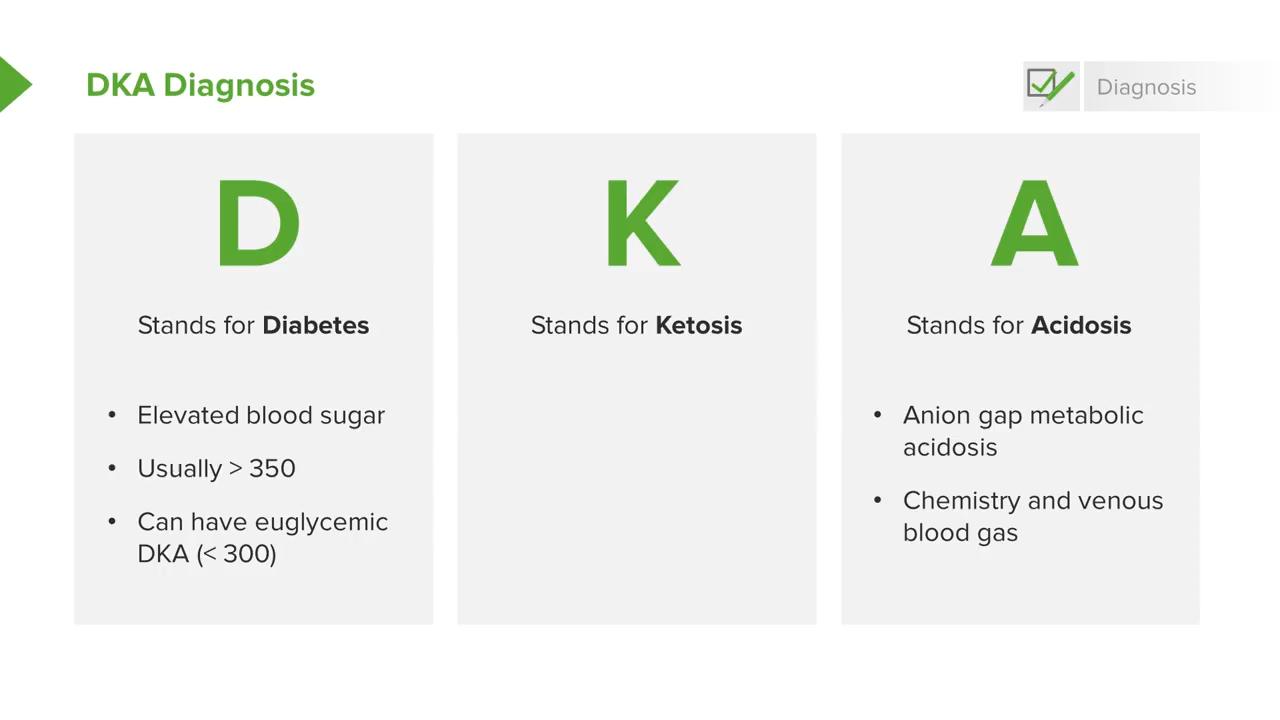 DKA Diagnosis
Diagnosis
D
Stands for Diabetes
• Elevated blood sugar
• Usually > 350
• Can have euglycemic
DKA (< 300)
K
Stands for Ketosis
A
Stands for Acidosis
• Anion gap metabolic
acidosis
• Chemistry and venous
blood gas